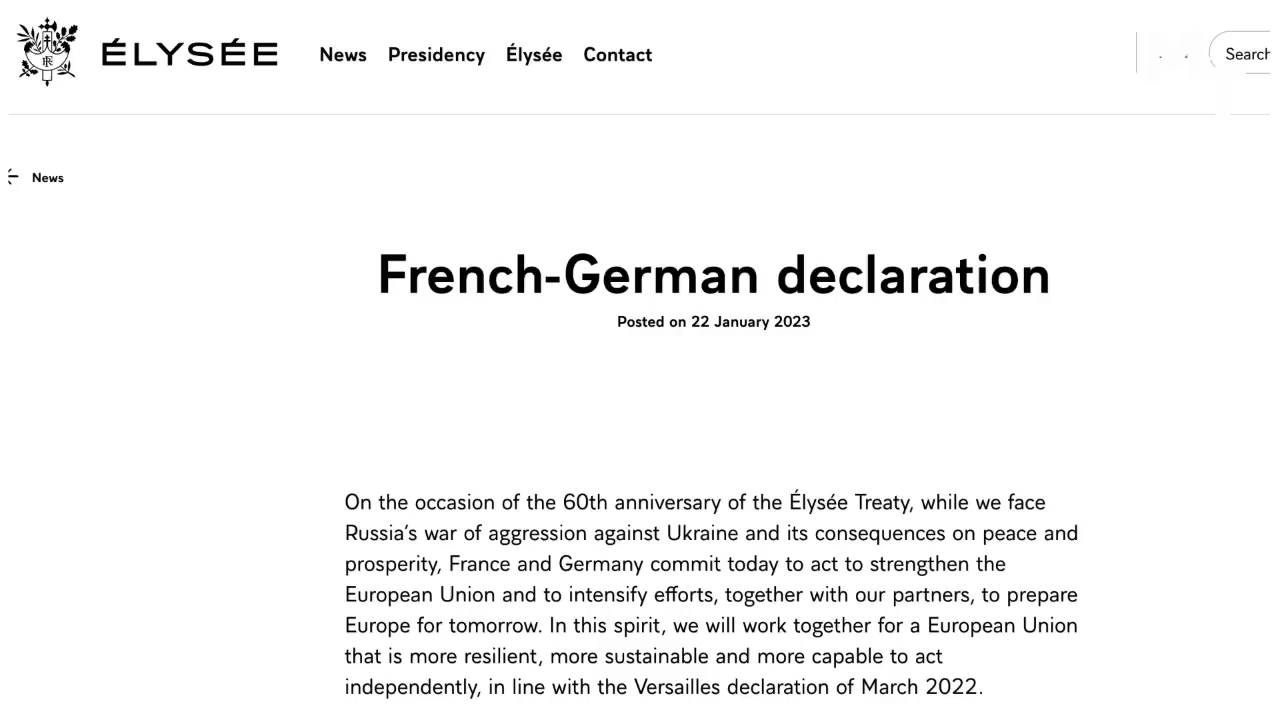 ÉLYSÉE
News Presidency Élysée Contact
Search
News
French-German declaration
Posted on 22 January 2023
On the occasion of the 60th anniversary of the Élysée Treaty, while we face
Russia’s war of aggression against Ukraine and its consequences on peace and
prosperity, France and Germany commit today to act to strengthen the
European Union and to intensify efforts, together with our partners, to prepare
Europe for tomorrow. In this spirit, we will work together for a European Union
that is more resilient, more sustainable and more capable to act
independently, in line with the Versailles declaration of March 2022.